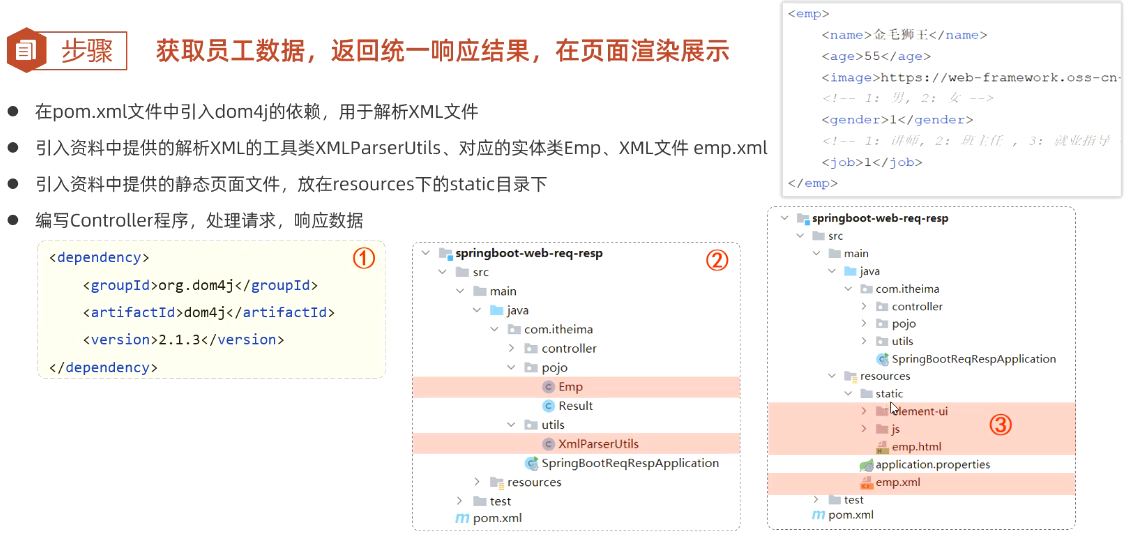 步骤
获取员工数据，返回统一响应结果，在页面渲染展示
在pom.xml文件中引入dom4j的依赖，用于解析XML文件
引入资料中提供的解析XML的工具类XMLParserUtils、对应的实体类Emp、XML文件 emp.xml
引入资料中提供的静态页面文件，放在resources下的static目录下
编写Controller程序，处理请求，响应数据
<emp>
<name>金毛狮王</name>
<age>55</age>
<image>https://web-framework.oss-cn-
<!-- 1: 男, 2: 女 -->
<gender>1</gender>
<!-- 1: 讲师, 2: 班主任 , 3: 就业指导
<job>1</job>
</emp>
①
<dependency>
<groupId>org.dom4j</groupId>
<artifactId>dom4j</artifactId>
<version>2.1.3</version>
</dependency>
②
springboot-web-req-resp
src
main
java
com.itheima
controller
pojo
Emp
Result
utils
XmlParserUtils
SpringBootReqRespApplication
resources
test
pom.xml
springboot-web-req-resp
src
main
java
com.itheima
controller
pojo
utils
SpringBootReqRespApplication
resources
static
element-ui
js
③
emp.html
application.properties
emp.xml
test
pom.xml